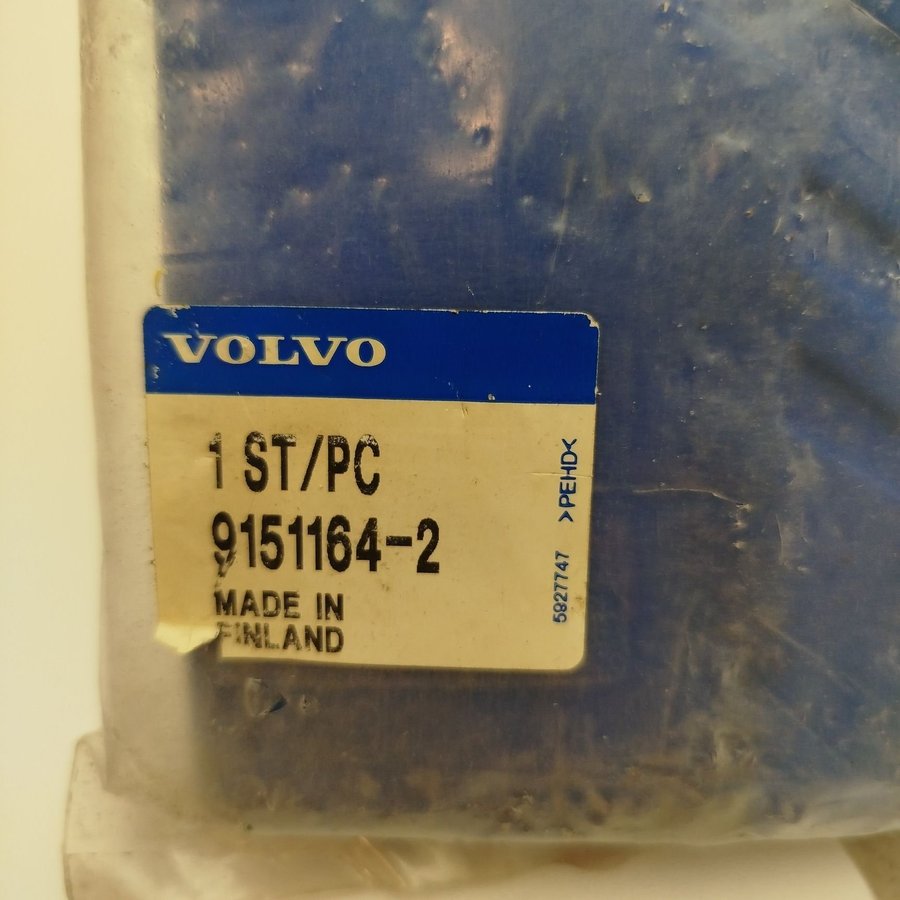 VOLVO
1 ST/PC
9151164-2
MADE IN
FINLAND
>PEHD<
5927747